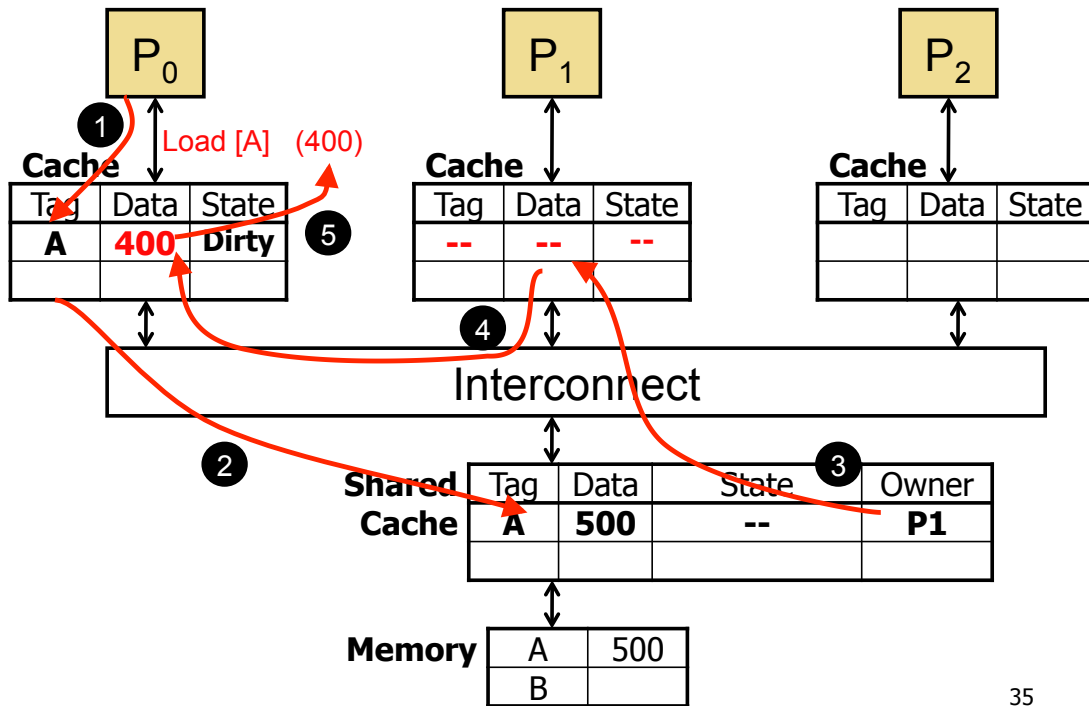 P0 P1 P2
1
Load [A] (400)
Cache Cache Cache
Tag Data State Tag Data State Tag Data State
A 400 Dirty 5 -- -- --
4
Interconnect
2 3
Shared Tag Data State Owner
Cache A 500 -- P1
Memory A 500
B
35